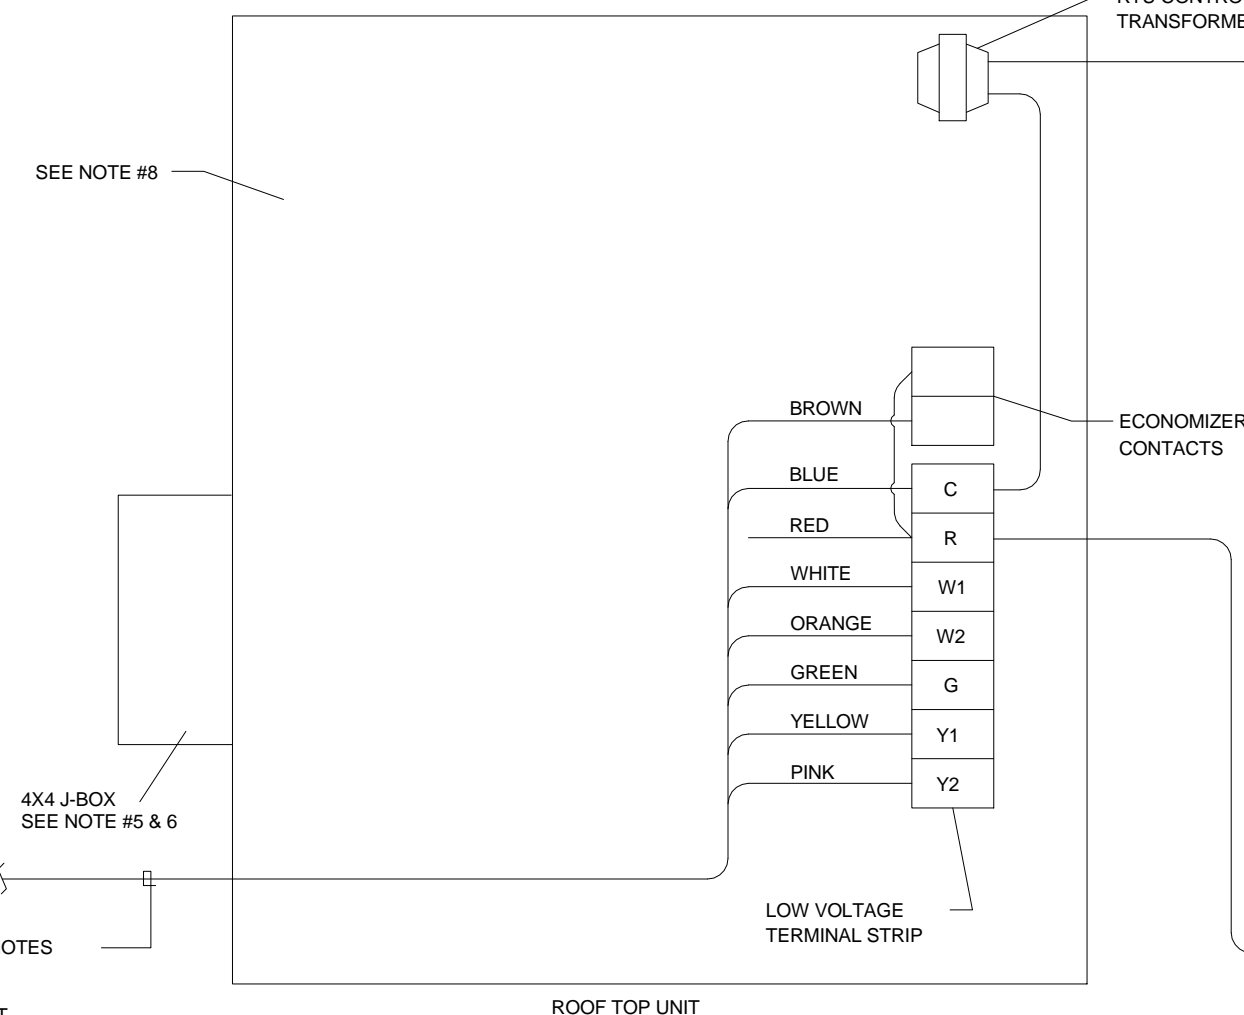 TRANSFORME
SEE NOTE #8
BROWN
ECONOMIZER
CONTACTS
BLUE
C
RED
R
WHITE
W1
ORANGE
W2
GREEN
G
YELLOW
Y1
PINK
Y2
4X4 J-BOX
SEE NOTE #5 & 6
LOW VOLTAGE
TERMINAL STRIP
OTES
ROOF TOP UNIT